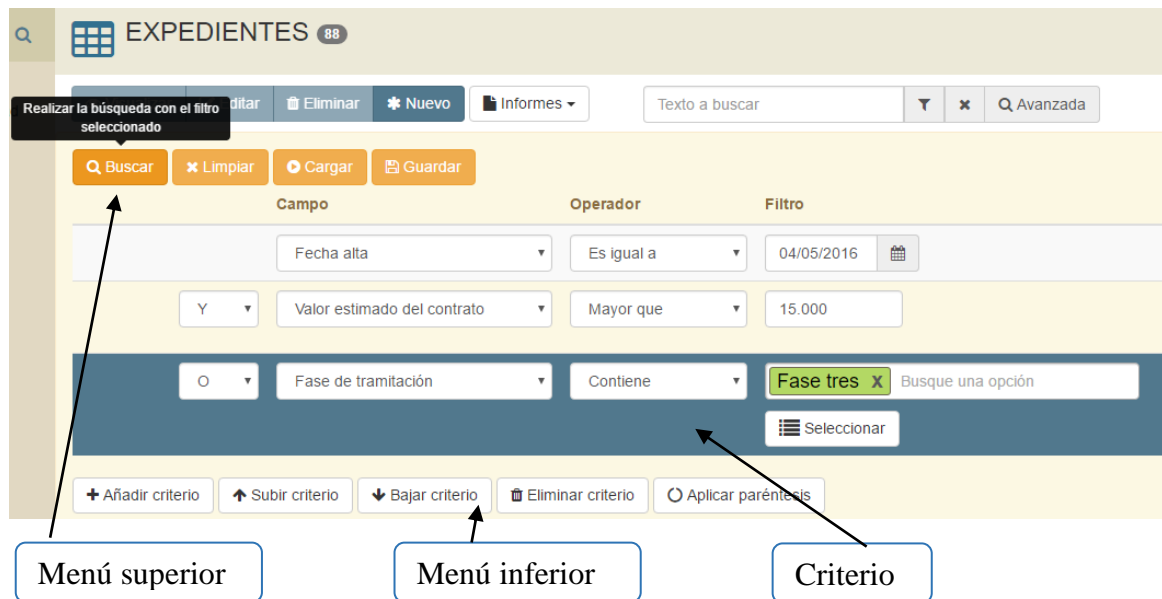 EXPEDIENTES 88
Eliminar Nuevo Informes Texto a buscar Avanzada
Realizar la búsqueda con el filtro
seleccionado
Buscar Limpiar Cargar Guardar
Campo Operador Filtro
Fecha alta Es igual a 04/05/2016
Y Valor estimado del contrato Mayor que 15.000
O Fase de tramitación Contiene Fase tres X Busque una opción
Seleccionar
Añadir criterio Subir criterio Bajar criterio Eliminar criterio Aplicar paréntesis
Menú superior Menú inferior Criterio